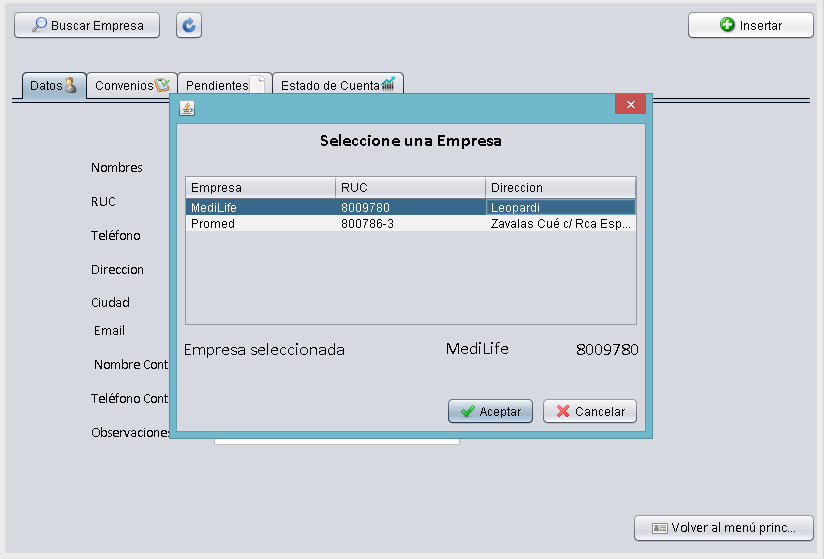 Buscar Empresa
Insertar
Datos
Convenios
Pendientes
Estado de Cuenta
Seleccione una Empresa
Empresa RUC Direccion
MediLife 8009780 Leopardi
Promed 800786-3 Zavalas Cué c/ Rca Esp...
Empresa seleccionada MediLife 8009780
Aceptar
Cancelar
Nombres
RUC
Teléfono
Direccion
Ciudad
Email
Nombre Cont
Teléfono Cont
Observaciones
Volver al menú princ...